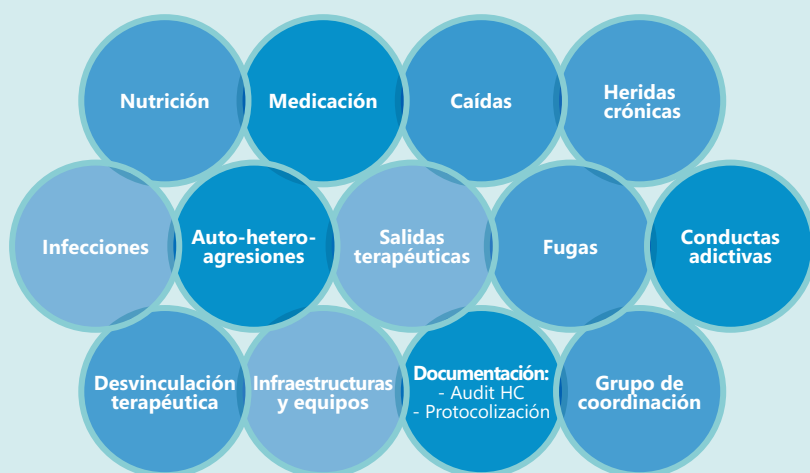 Nutrición
Medicación
Caídas
Heridas
crónicas
Infecciones
Auto-hetero-
agresiones
Salidas
terapéuticas
Fugas
Conductas
adictivas
Desvinculación
terapéutica
Infraestructuras
y equipos
Documentación:
- Audit HC
- Protocolización
Grupo de
coordinación